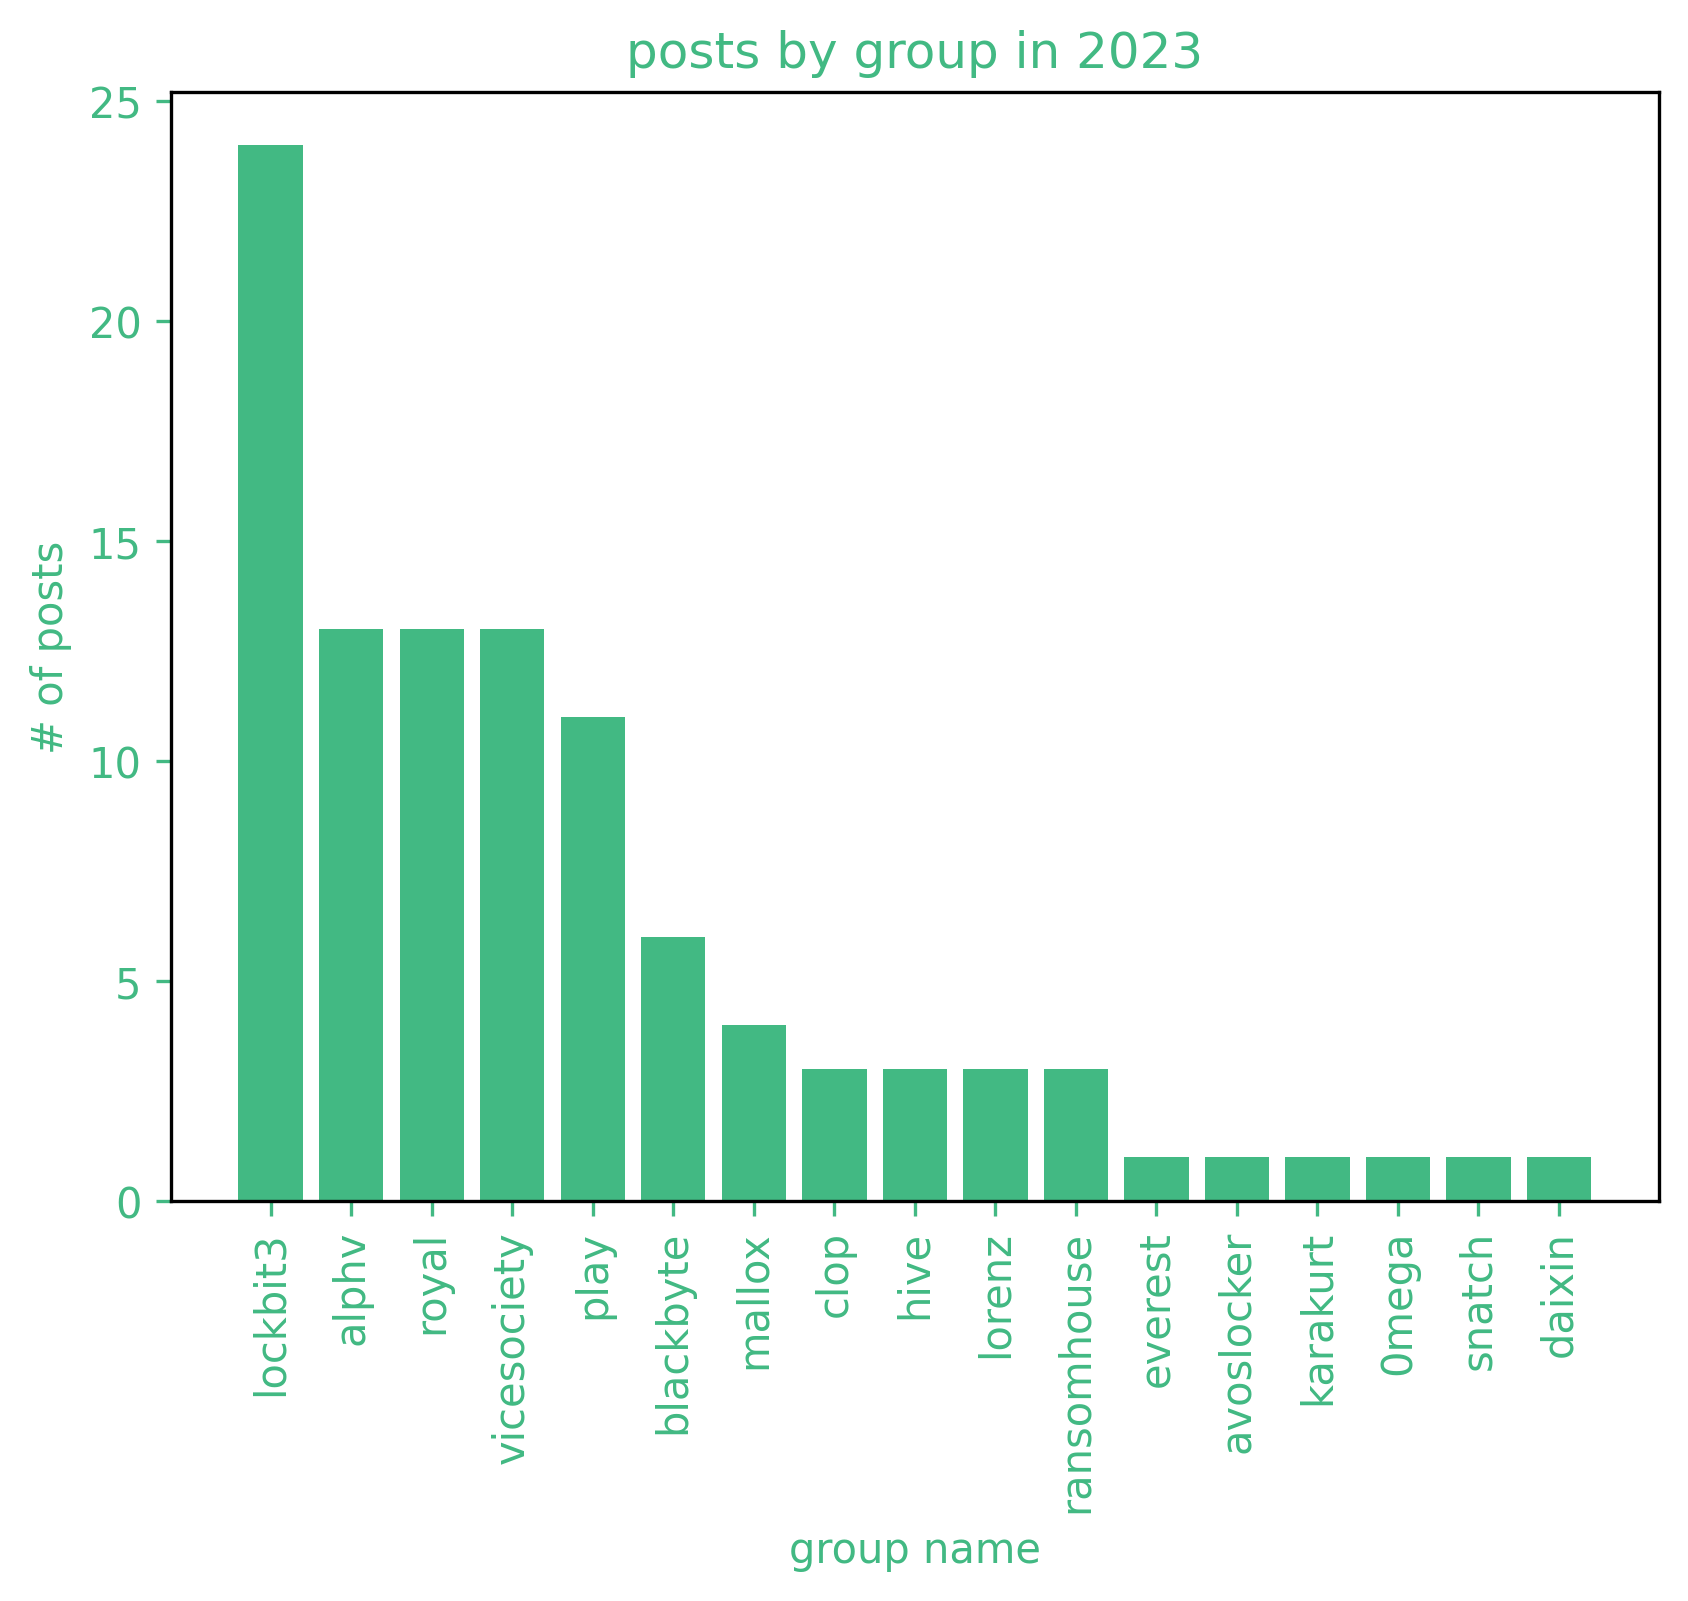 posts by group in 2023
# of posts
25
20
15
10
5
0
lockbit3
alphv
royal
vicesociety
play
blackbyte
mallox
clop
hive
lorenz
ransomhouse
everest
avoslocker
karakurt
0mega
snatch
daixin
group name